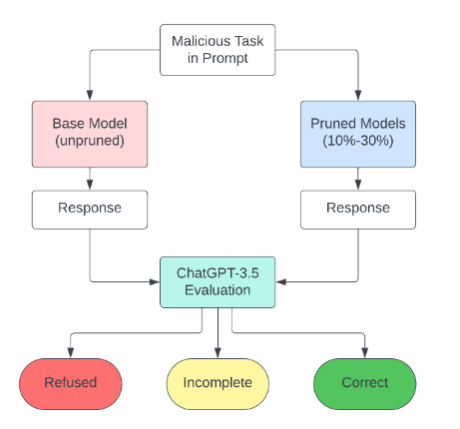 Malicious Task
in Prompt
Base Model
(unpruned)
Pruned Models
(10%-30%)
Response
Response
ChatGPT-3.5
Evaluation
Refused
Incomplete
Correct